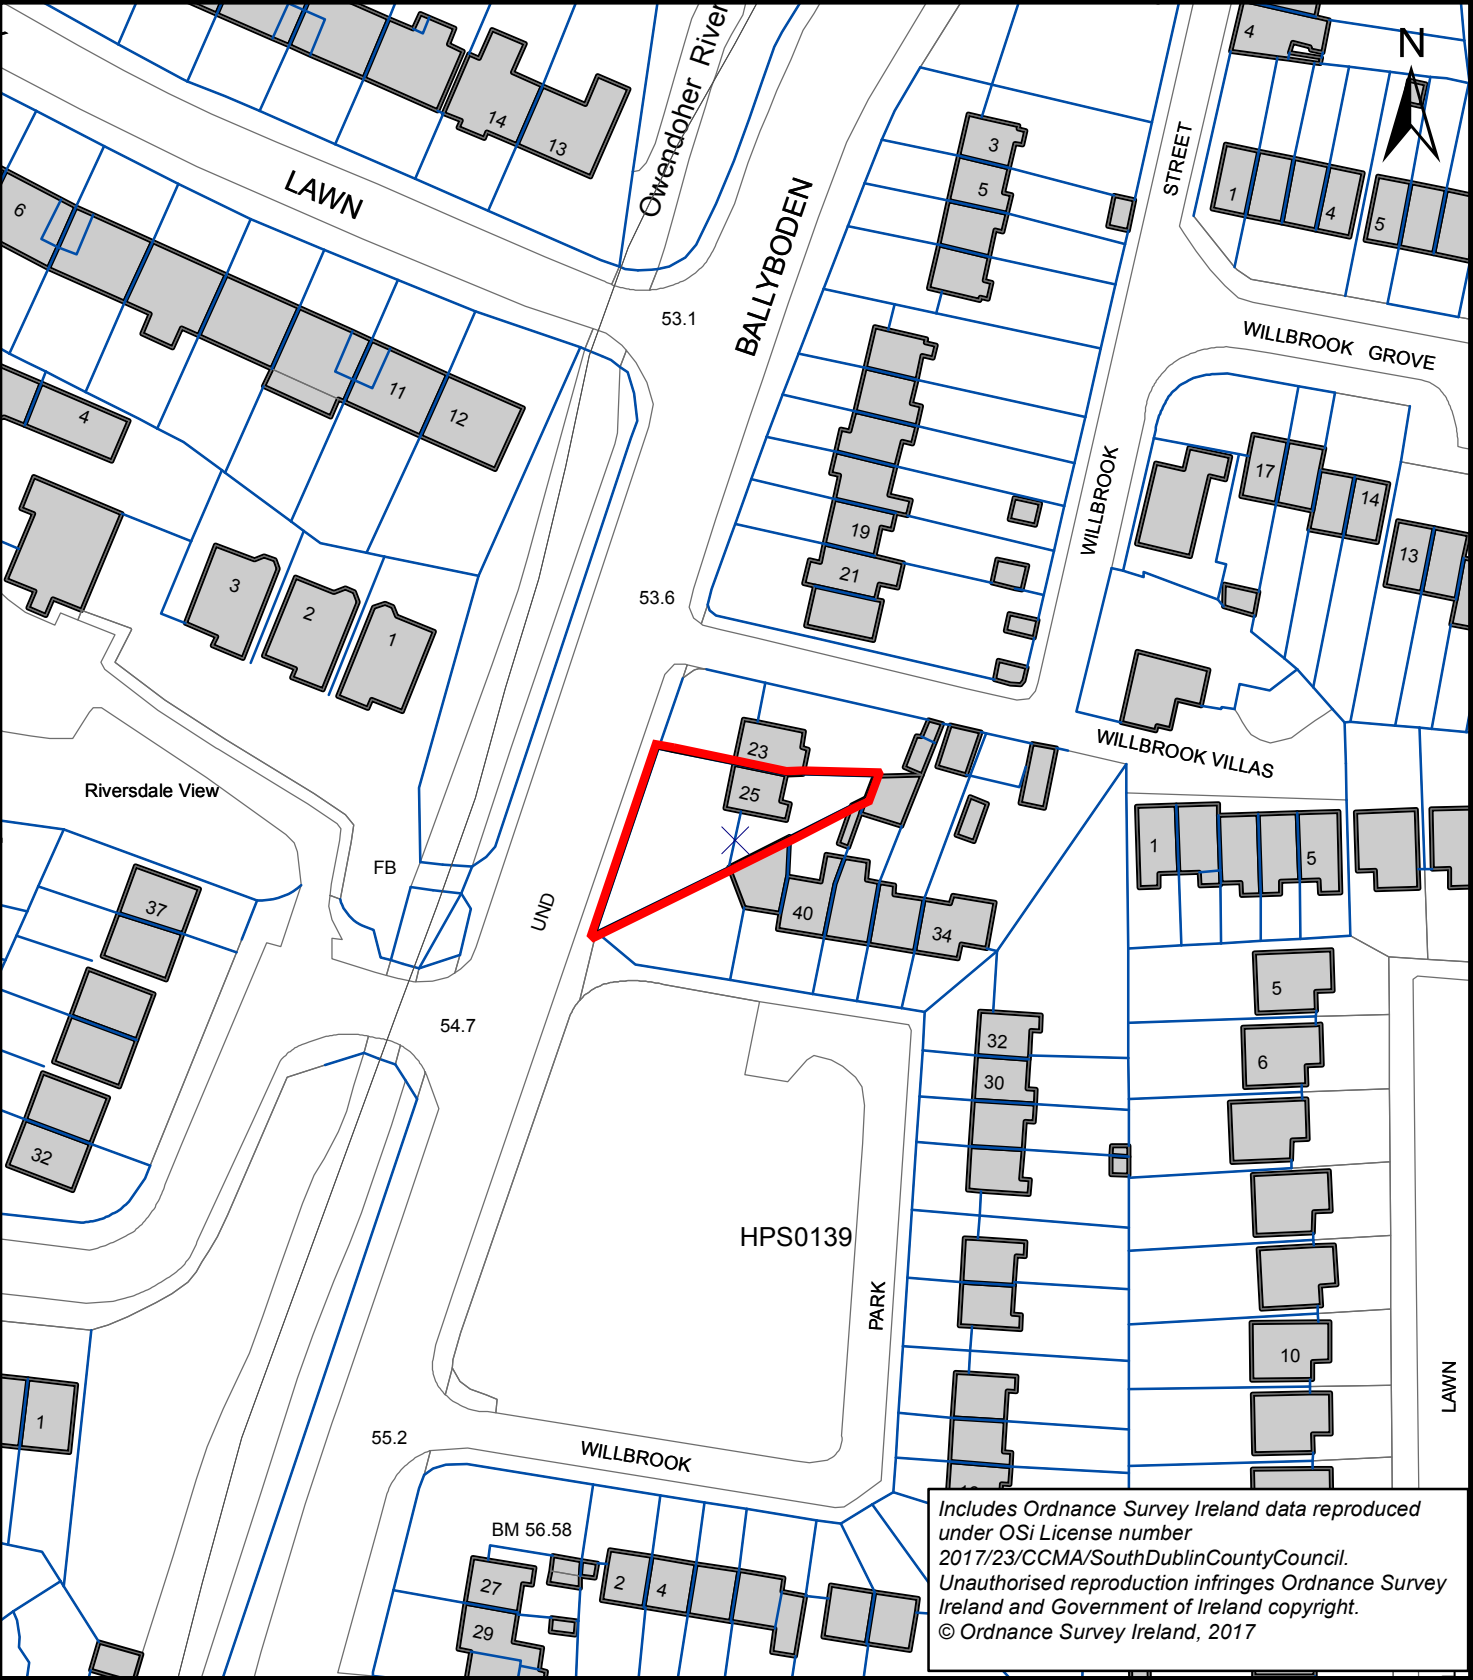 4
N
14
13
Owendoher River
3
5
STREET
1
4
5
6
LAWN
BALLYBODEN
53.1
WILLBROOK GROVE
11
12
4
17
14
WILLBROOK
19
13
21
3
2
1
53.6
23
25
WILLBROOK VILLAS
Riversdale View
1
5
FB
37
UND
40
34
5
54.7
32
30
6
32
HPS0139
PARK
10
LAWN
1
55.2
WILLBROOK
BM 56.58
27
2
4
29
Includes Ordnance Survey Ireland data reproduced
under OSi License number
2017/23/CCMA/SouthDublinCountyCouncil.
Unauthorised reproduction infringes Ordnance Survey
Ireland and Government of Ireland copyright.
© Ordnance Survey Ireland, 2017